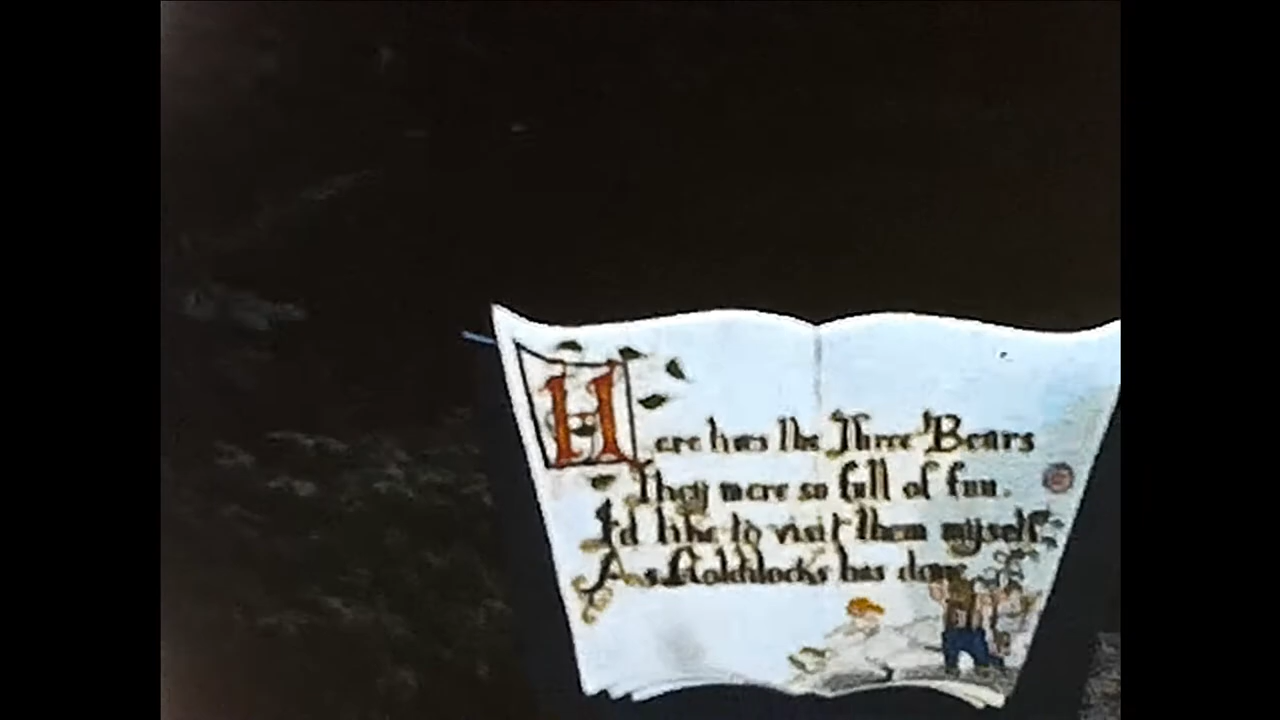 Here lives the Three Bears
They were so full of fun.
I'd like to visit them myself,
As Goldilocks has done.